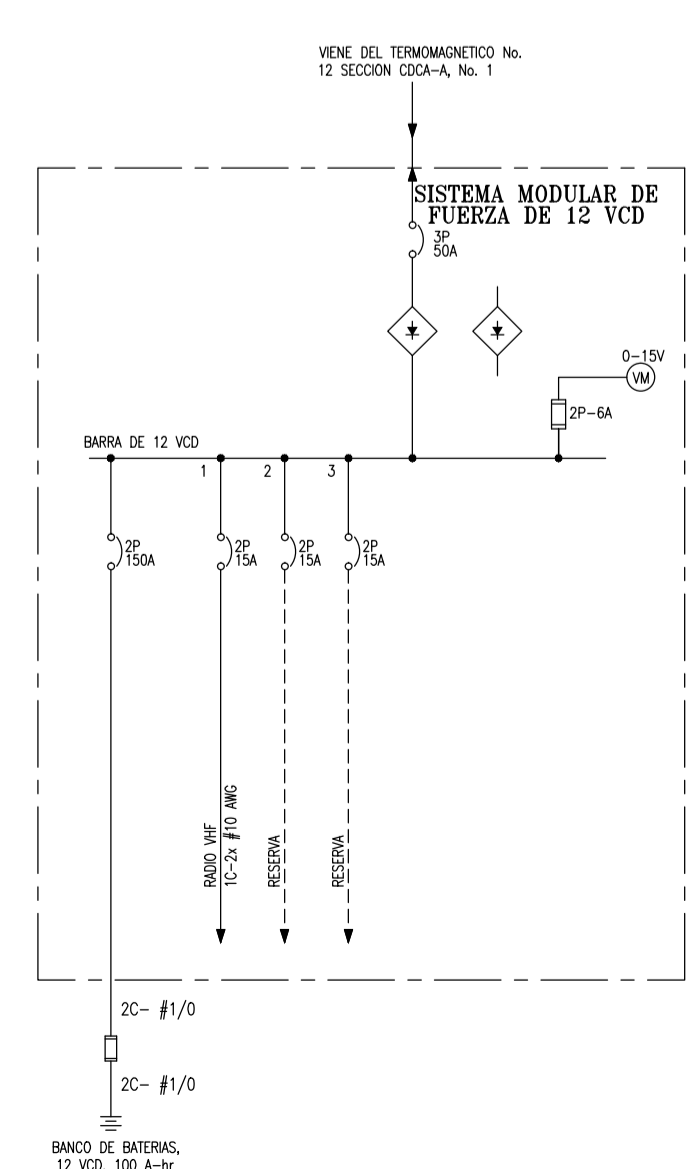 VIENE DEL TERMOMAGNETICO No.
12 SECCION CDCA-A, No. 1
SISTEMA MODULAR DE
FUERZA DE 12 VCD
3P
50A
0-15V
VM
2P-6A
BARRA DE 12 VCD
1
2
3
2P
150A
2P
15A
2P
15A
2P
15A
RADIO VHF
1C-2x #10 AWG
RESERVA
RESERVA
2C- #1/0
2C- #1/0
BANCO DE BATERIAS,
12 VCD, 100 A-hr